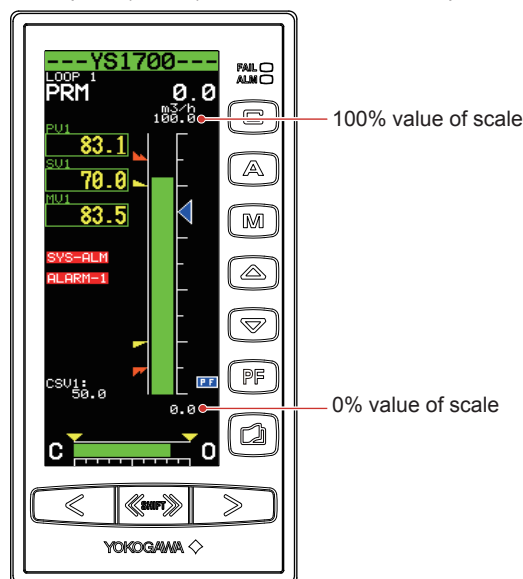 ---YS1700---
LOOP 1
PRM 0.0
m3/h
100.0
PV1
83.1
SV1
70.0
MV1
83.5
SYS-ALM
ALARM-1
CSV1:
50.0
PF
0.0
C O
FAIL
ALM
C
A
M
PF
< SHIFT >
YOKOGAWA
100% value of scale
0% value of scale